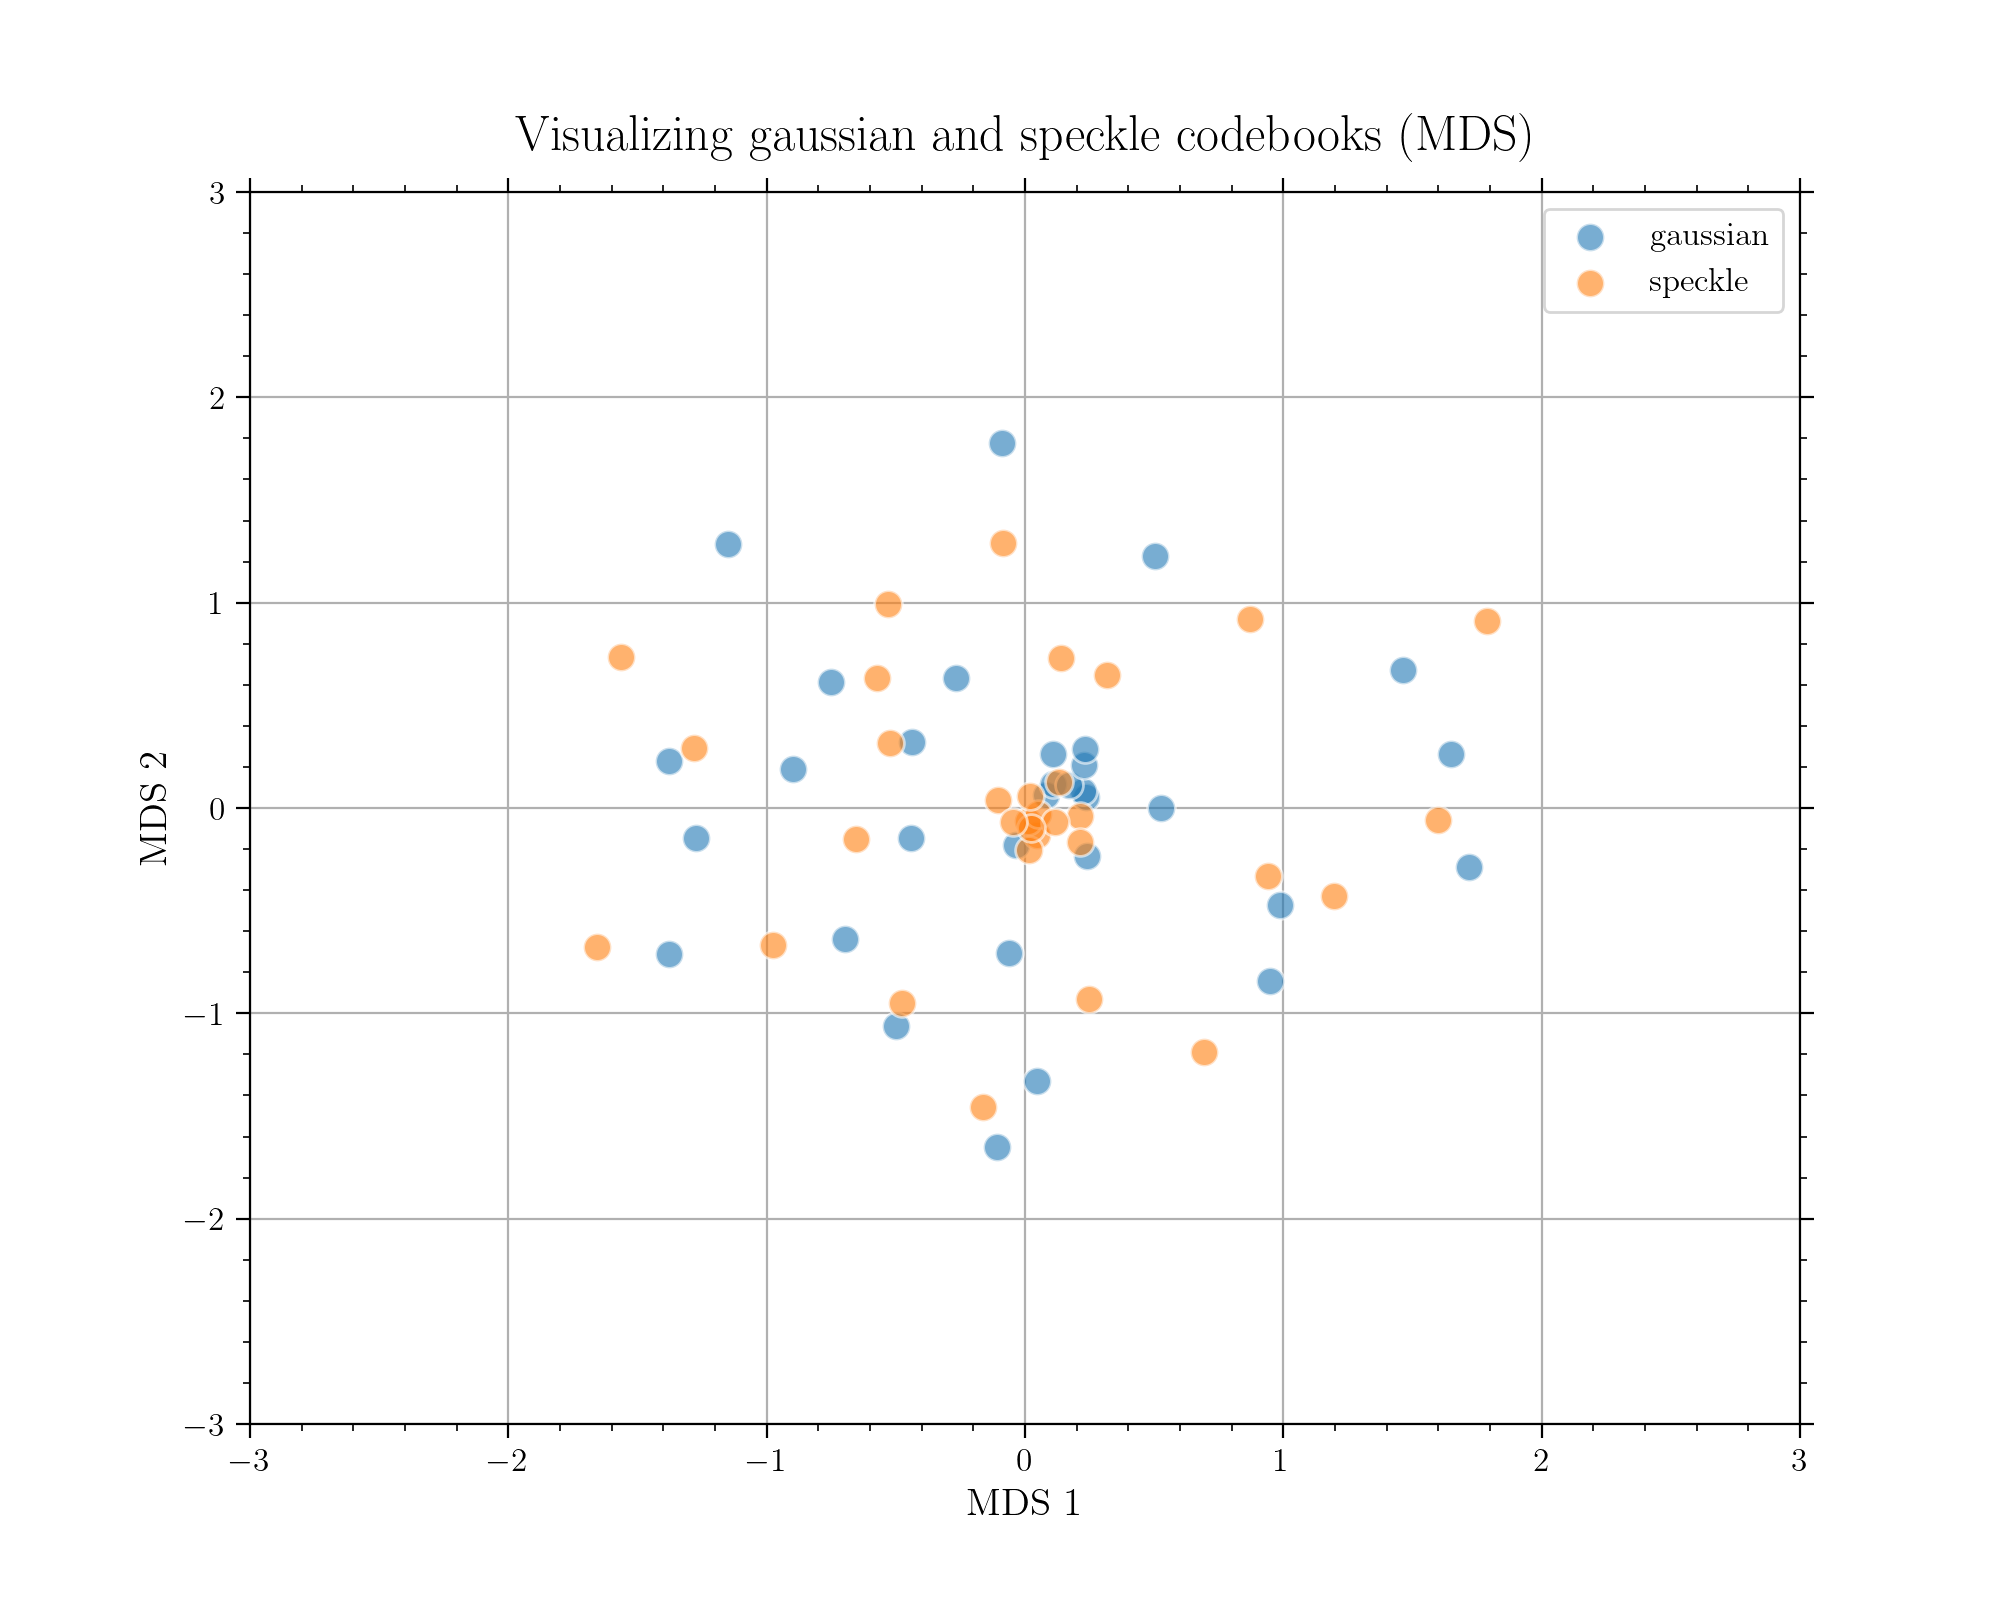 Visualizing gaussian and speckle codebooks (MDS)
gaussian
speckle
3
2
1
0
−1
−2
−3
MDS 2
−3 −2 −1 0 1 2 3
MDS 1